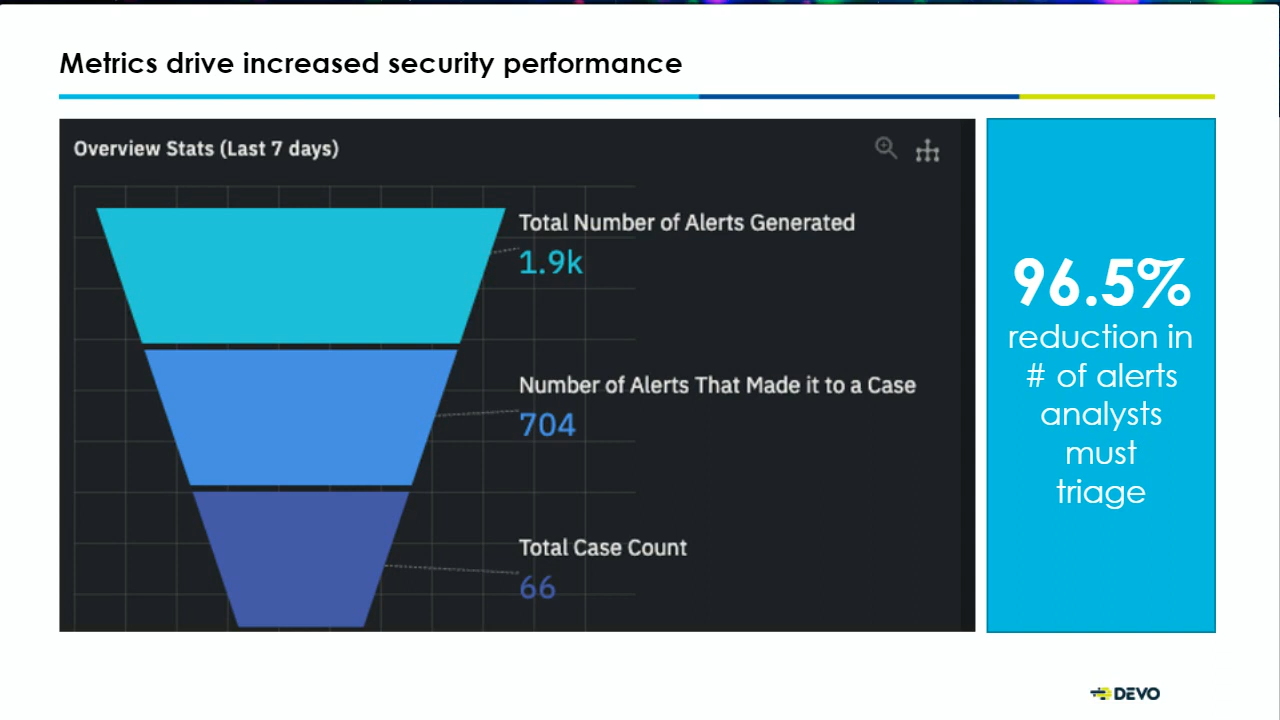 Metrics drive increased security performance
Overview Stats (Last 7 days)
Total Number of Alerts Generated
1.9k
Number of Alerts That Made it to a Case
704
Total Case Count
66
96.5%
reduction in
# of alerts
analysts
must
triage
DEVO